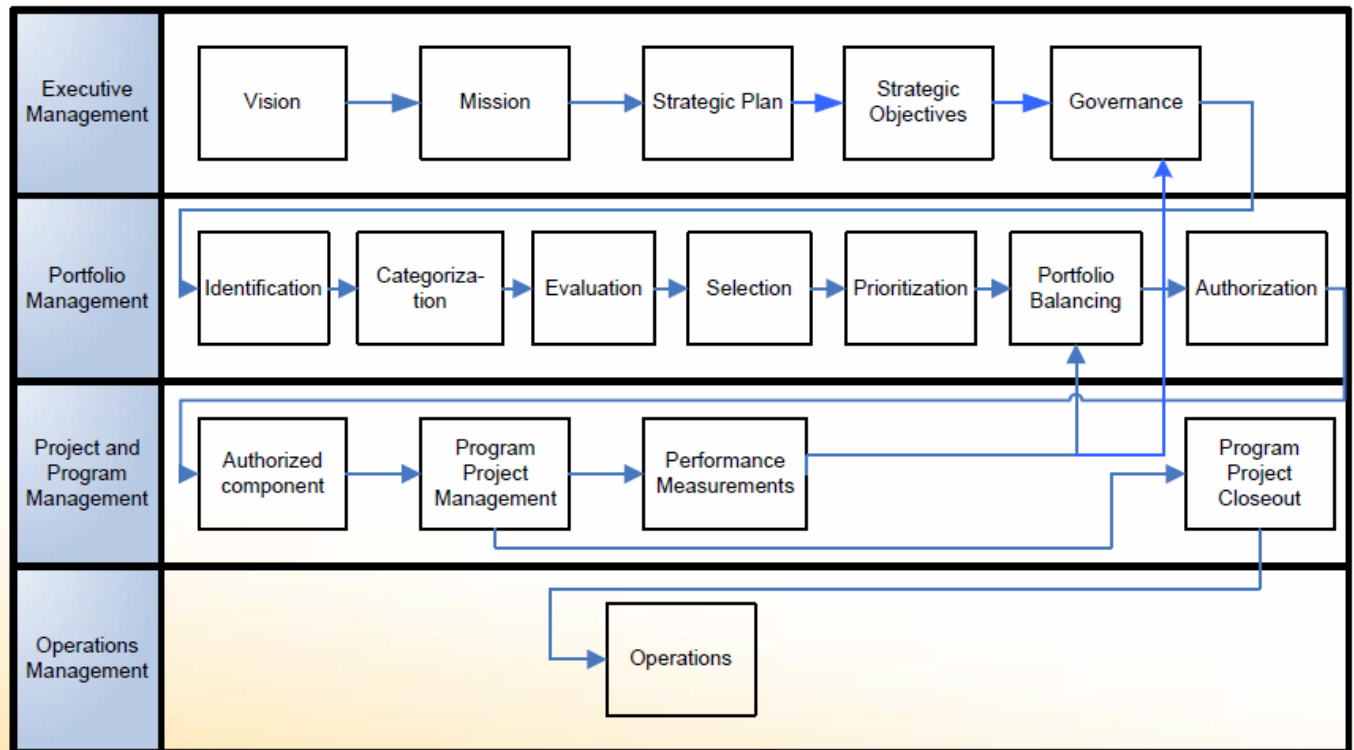 Executive
Management
Vision
Mission
Strategic Plan
Strategic
Objectives
Governance
Portfolio
Management
Identification
Categoriza-
tion
Evaluation
Selection
Prioritization
Portfolio
Balancing
Authorization
Project and
Program
Management
Authorized
component
Program
Project
Management
Performance
Measurements
Program
Project
Closeout
Operations
Management
Operations